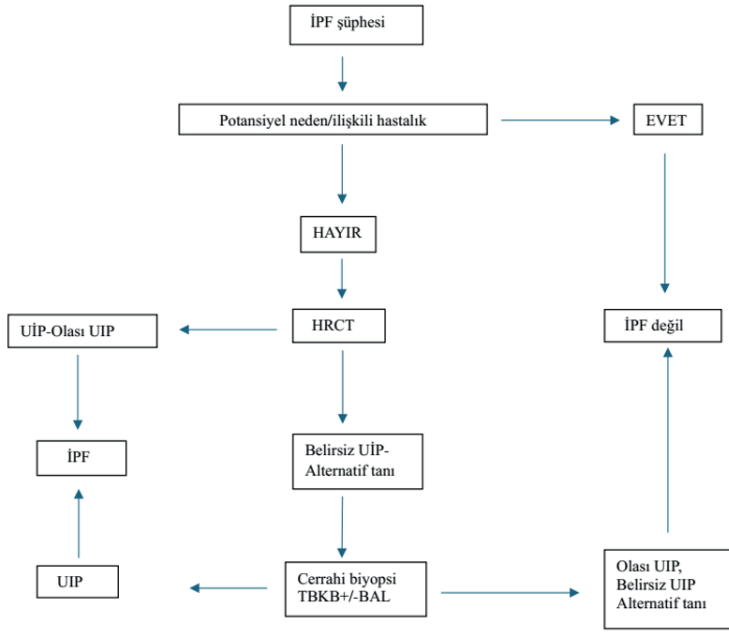 İPF şüphesi
Potansiyel neden/ilişkili hastalık
EVET
HAYIR
UİP-Olası UIP
HRCT
İPF değil
İPF
Belirsiz UİP-
Alternatif tanı
UIP
Cerrahi biyopsi
TBKB+/-BAL
Olası UIP,
Belirsiz UIP
Alternatif tanı